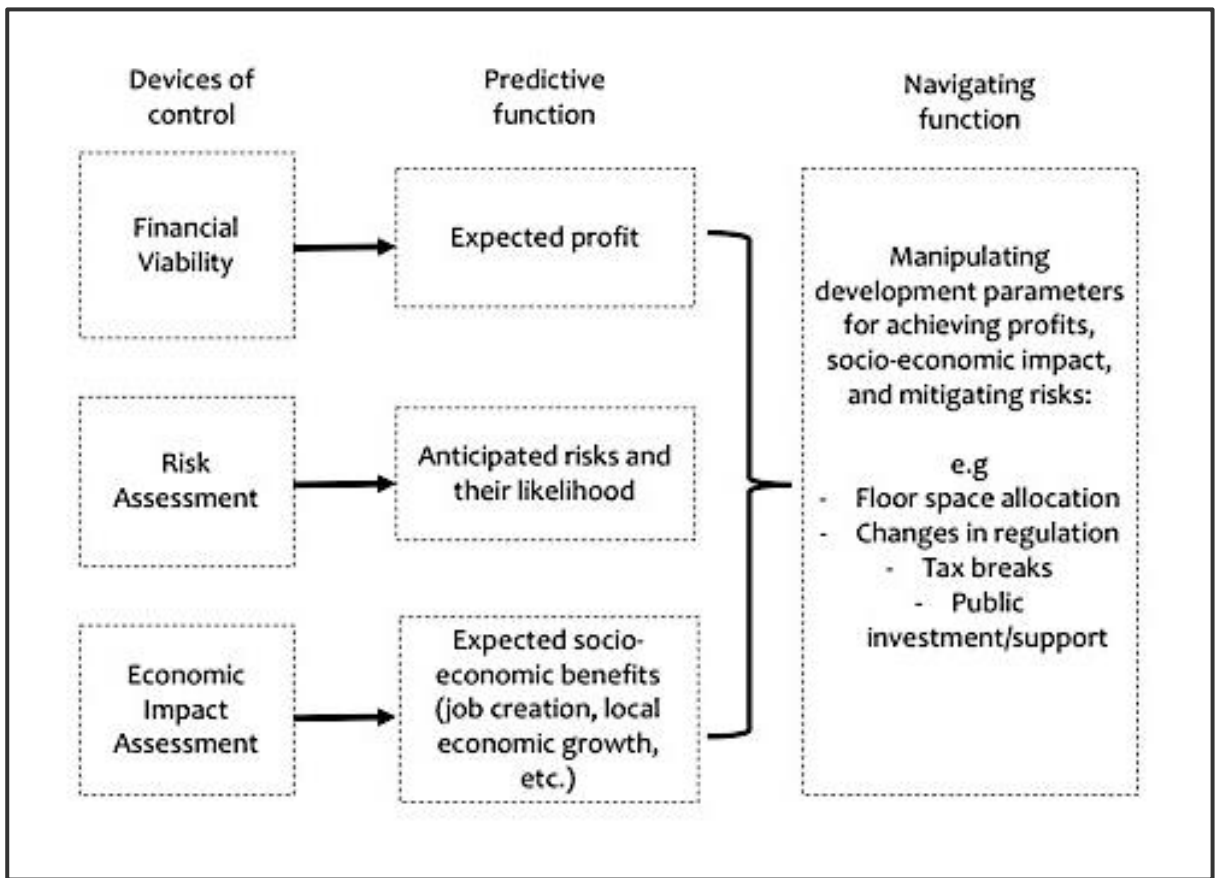 Devices of
control
Predictive
function
Navigating
function
Financial
Viability
Expected profit
Risk
Assessment
Anticipated risks and
their likelihood
Economic
Impact
Assessment
Expected socio-
economic benefits
(job creation, local
economic growth,
etc.)
Manipulating
development parameters
for achieving profits,
socio-economic impact,
and mitigating risks:
e.g
- Floor space allocation
- Changes in regulation
- Tax breaks
- Public
investment/support